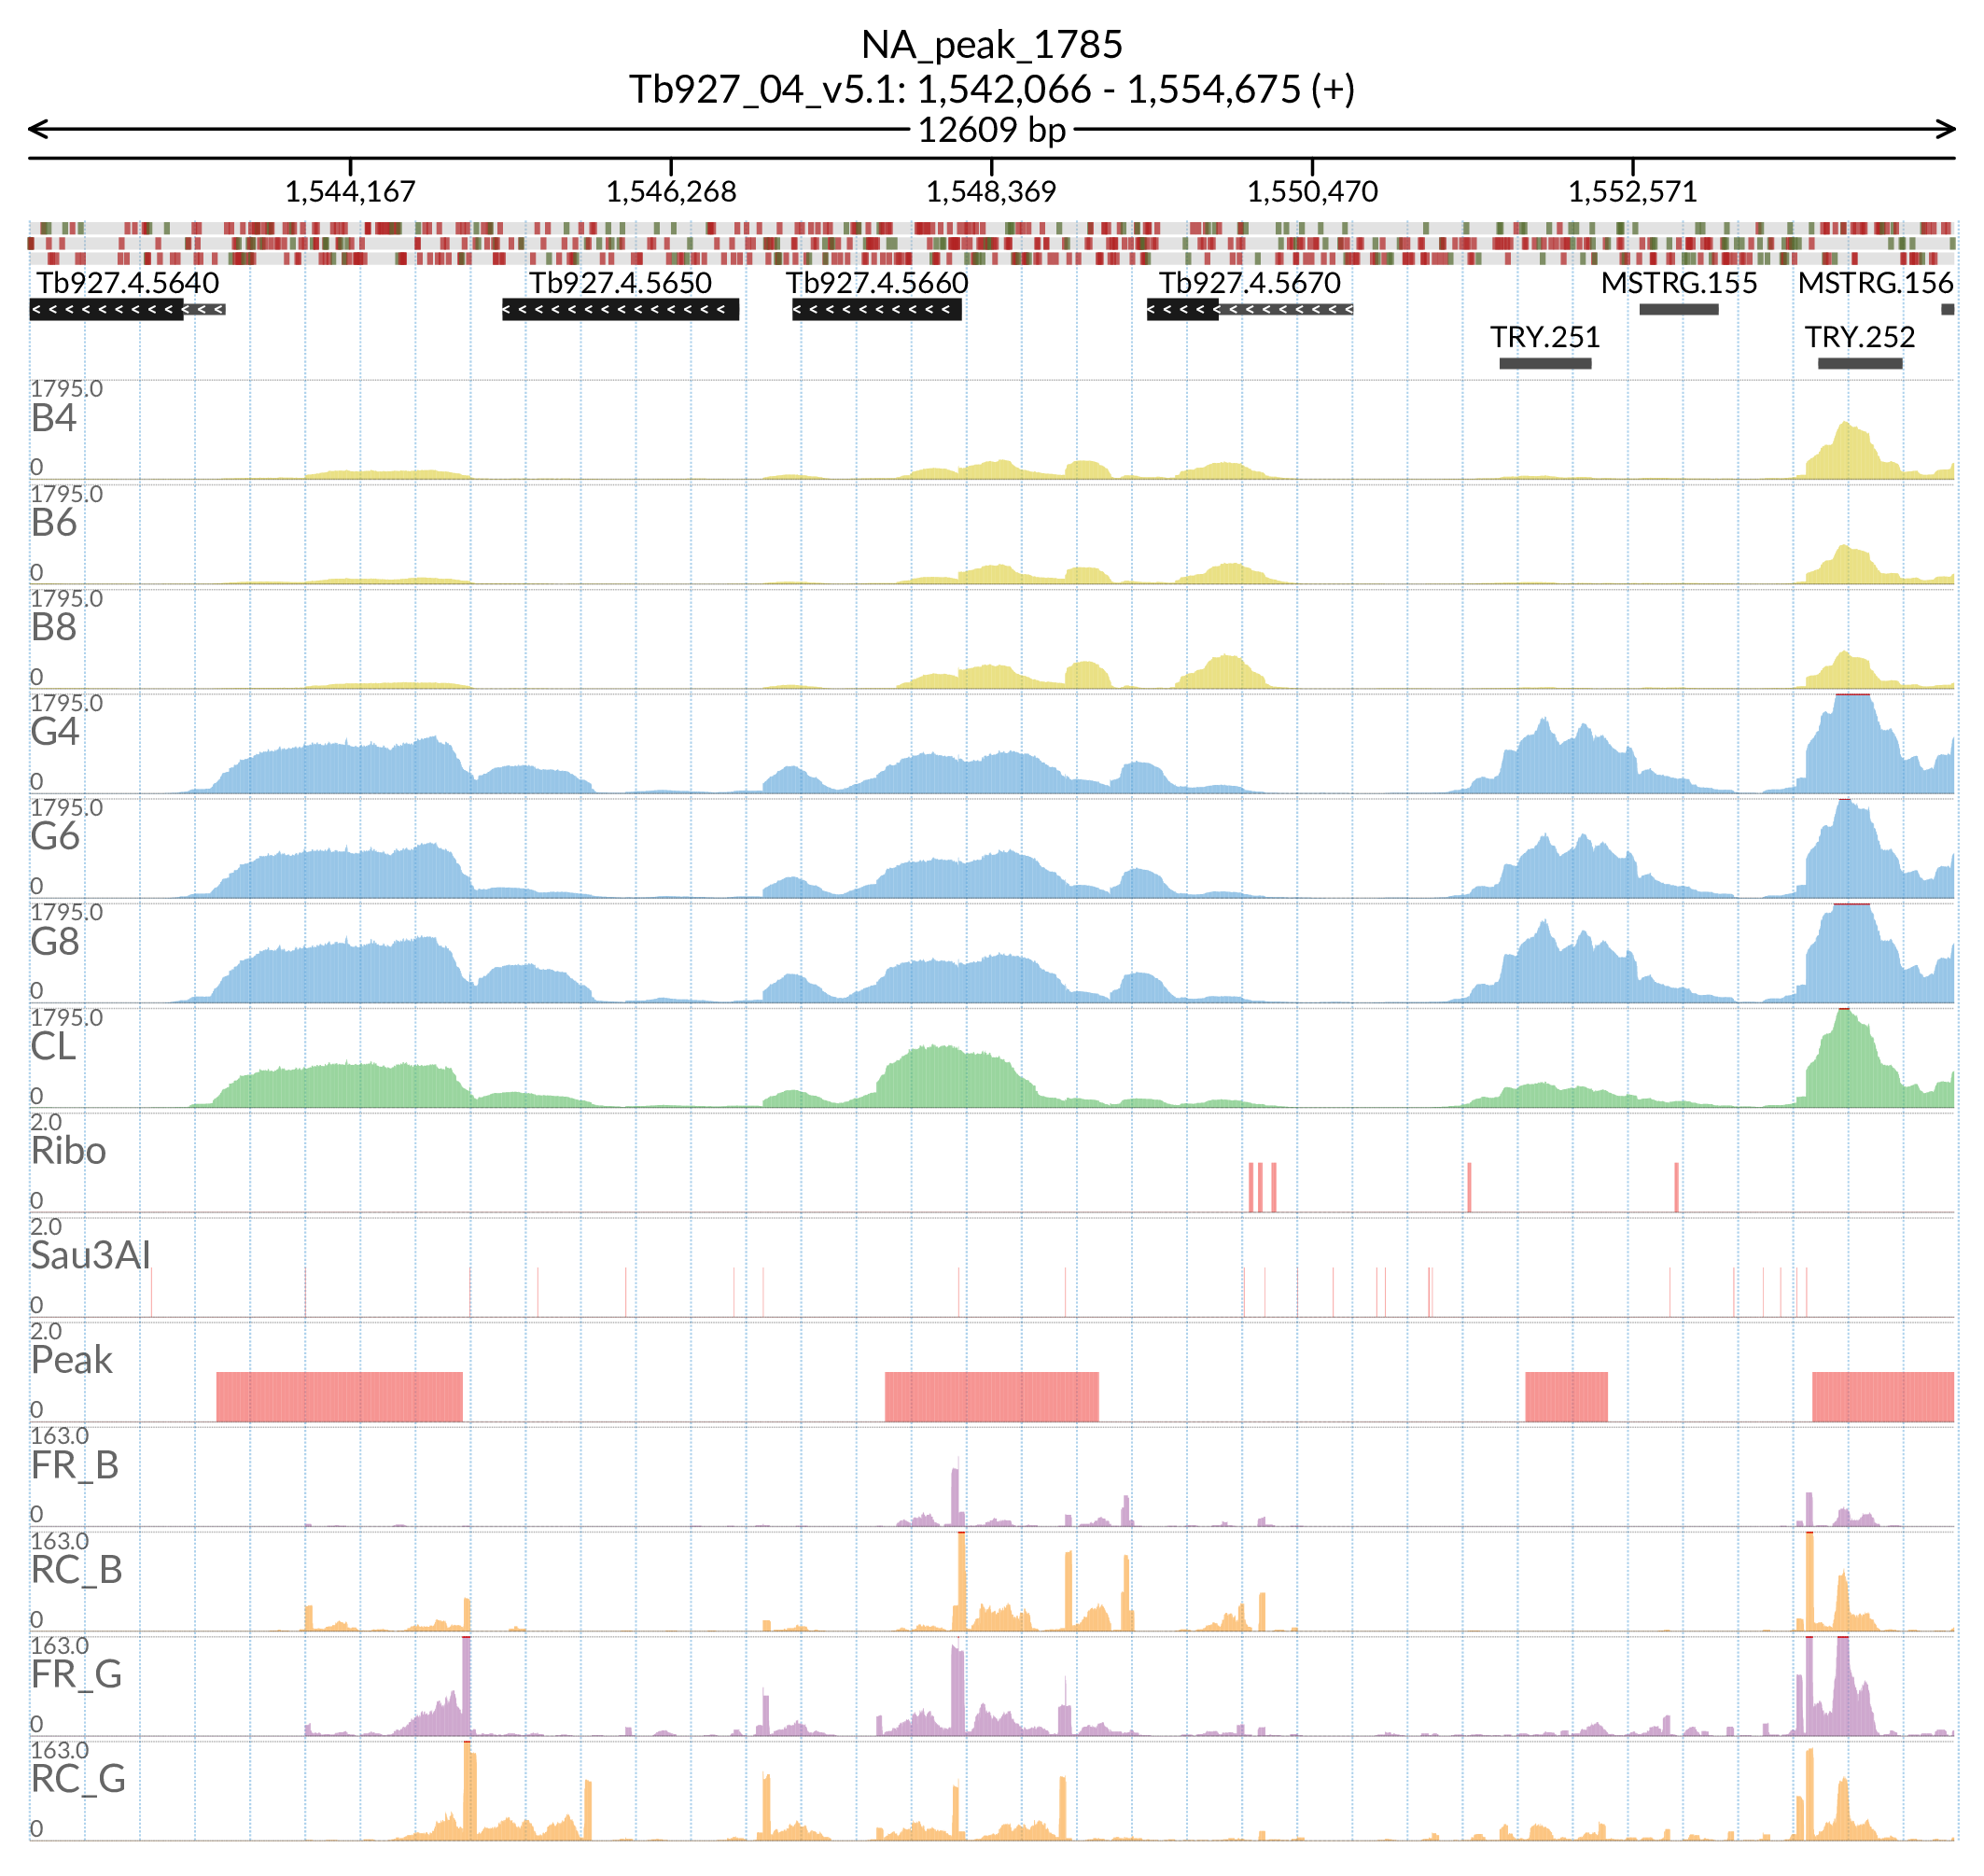 NA_peak_1785
Tb927_04_v5.1: 1,542,066 - 1,554,675 (+)
12609 bp
1,544,167 1,546,268 1,548,369 1,550,470 1,552,571
Tb927.4.5640 Tb927.4.5650 Tb927.4.5660 Tb927.4.5670 MSTRG.155 MSTRG.156
TRY.251 TRY.252
1795.0
B4
0
1795.0
B6
0
1795.0
B8
0
1795.0
G4
0
1795.0
G6
0
1795.0
G8
0
1795.0
CL
0
2.0
Ribo
0
2.0
Sau3AI
0
2.0
Peak
0
163.0
FR_B
0
163.0
RC_B
0
163.0
FR_G
0
163.0
RC_G
0